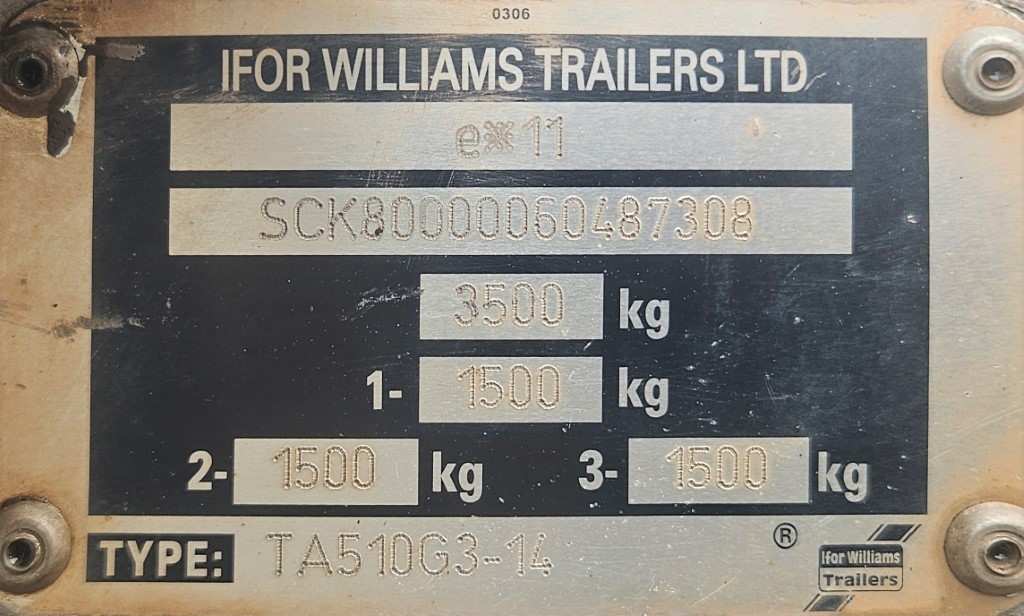 0306
IFOR WILLIAMS TRAILERS LTD
e※11
SCK80000060487308
3500 kg
1- 1500 kg
2- 1500 kg 3- 1500 kg
TYPE: TA510G3-14
®
Ifor Williams
Trailers